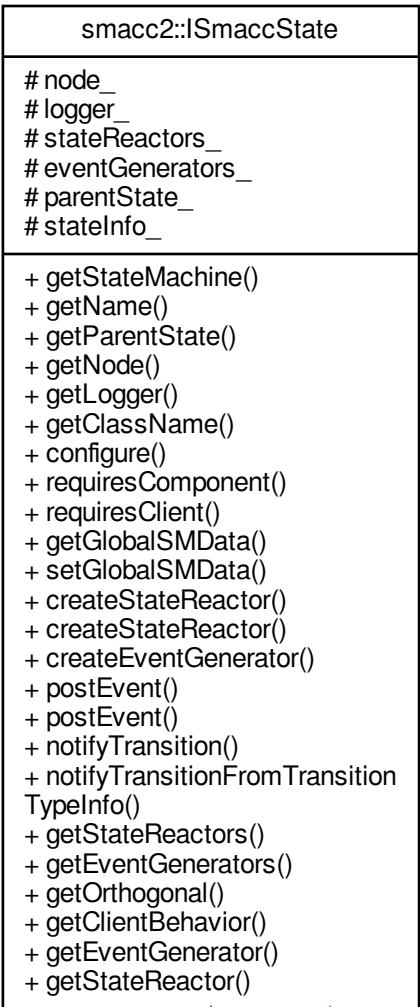 smacc2::ISmaccState
# node_
# logger_
# stateReactors_
# eventGenerators_
# parentState_
# stateInfo_
+ getStateMachine()
+ getName()
+ getParentState()
+ getNode()
+ getLogger()
+ getClassName()
+ configure()
+ requiresComponent()
+ requiresClient()
+ getGlobalSMData()
+ setGlobalSMData()
+ createStateReactor()
+ createStateReactor()
+ createEventGenerator()
+ postEvent()
+ postEvent()
+ notifyTransition()
+ notifyTransitionFromTransition
TypeInfo()
+ getStateReactors()
+ getEventGenerators()
+ getOrthogonal()
+ getClientBehavior()
+ getEventGenerator()
+ getStateReactor()